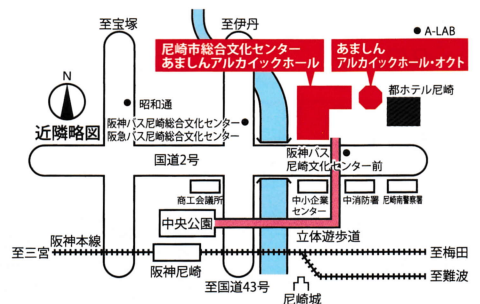 至宝塚
至伊丹
A-LAB
尼崎市総合文化センター
あましんアルカイックホール
あましん
アルカイックホール・オクト
N
昭和通
都ホテル尼崎
近隣略図
阪神バス尼崎総合文化センター
阪急バス尼崎総合文化センター
国道2号
阪神バス
尼崎文化センター前
商工会議所
中小企業
センター
中消防署
尼崎南警察署
中央公園
立体遊歩道
阪神本線
至三宮
至梅田
阪神尼崎
至難波
至国道43号
尼崎城